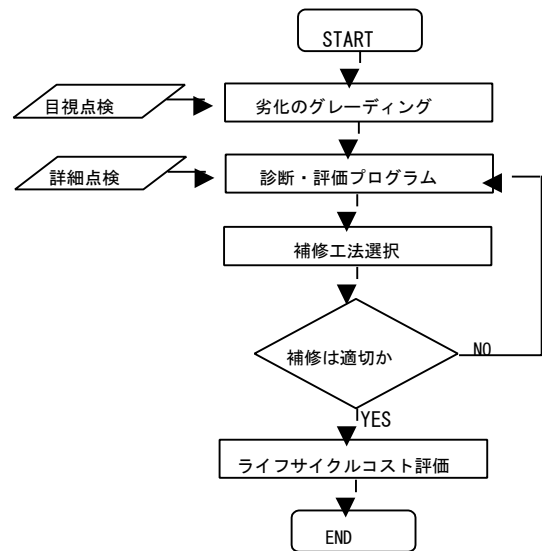 START
目視点検
劣化のグレーディング
詳細点検
診断・評価プログラム
補修工法選択
補修は適切か
NO
YES
ライフサイクルコスト評価
END